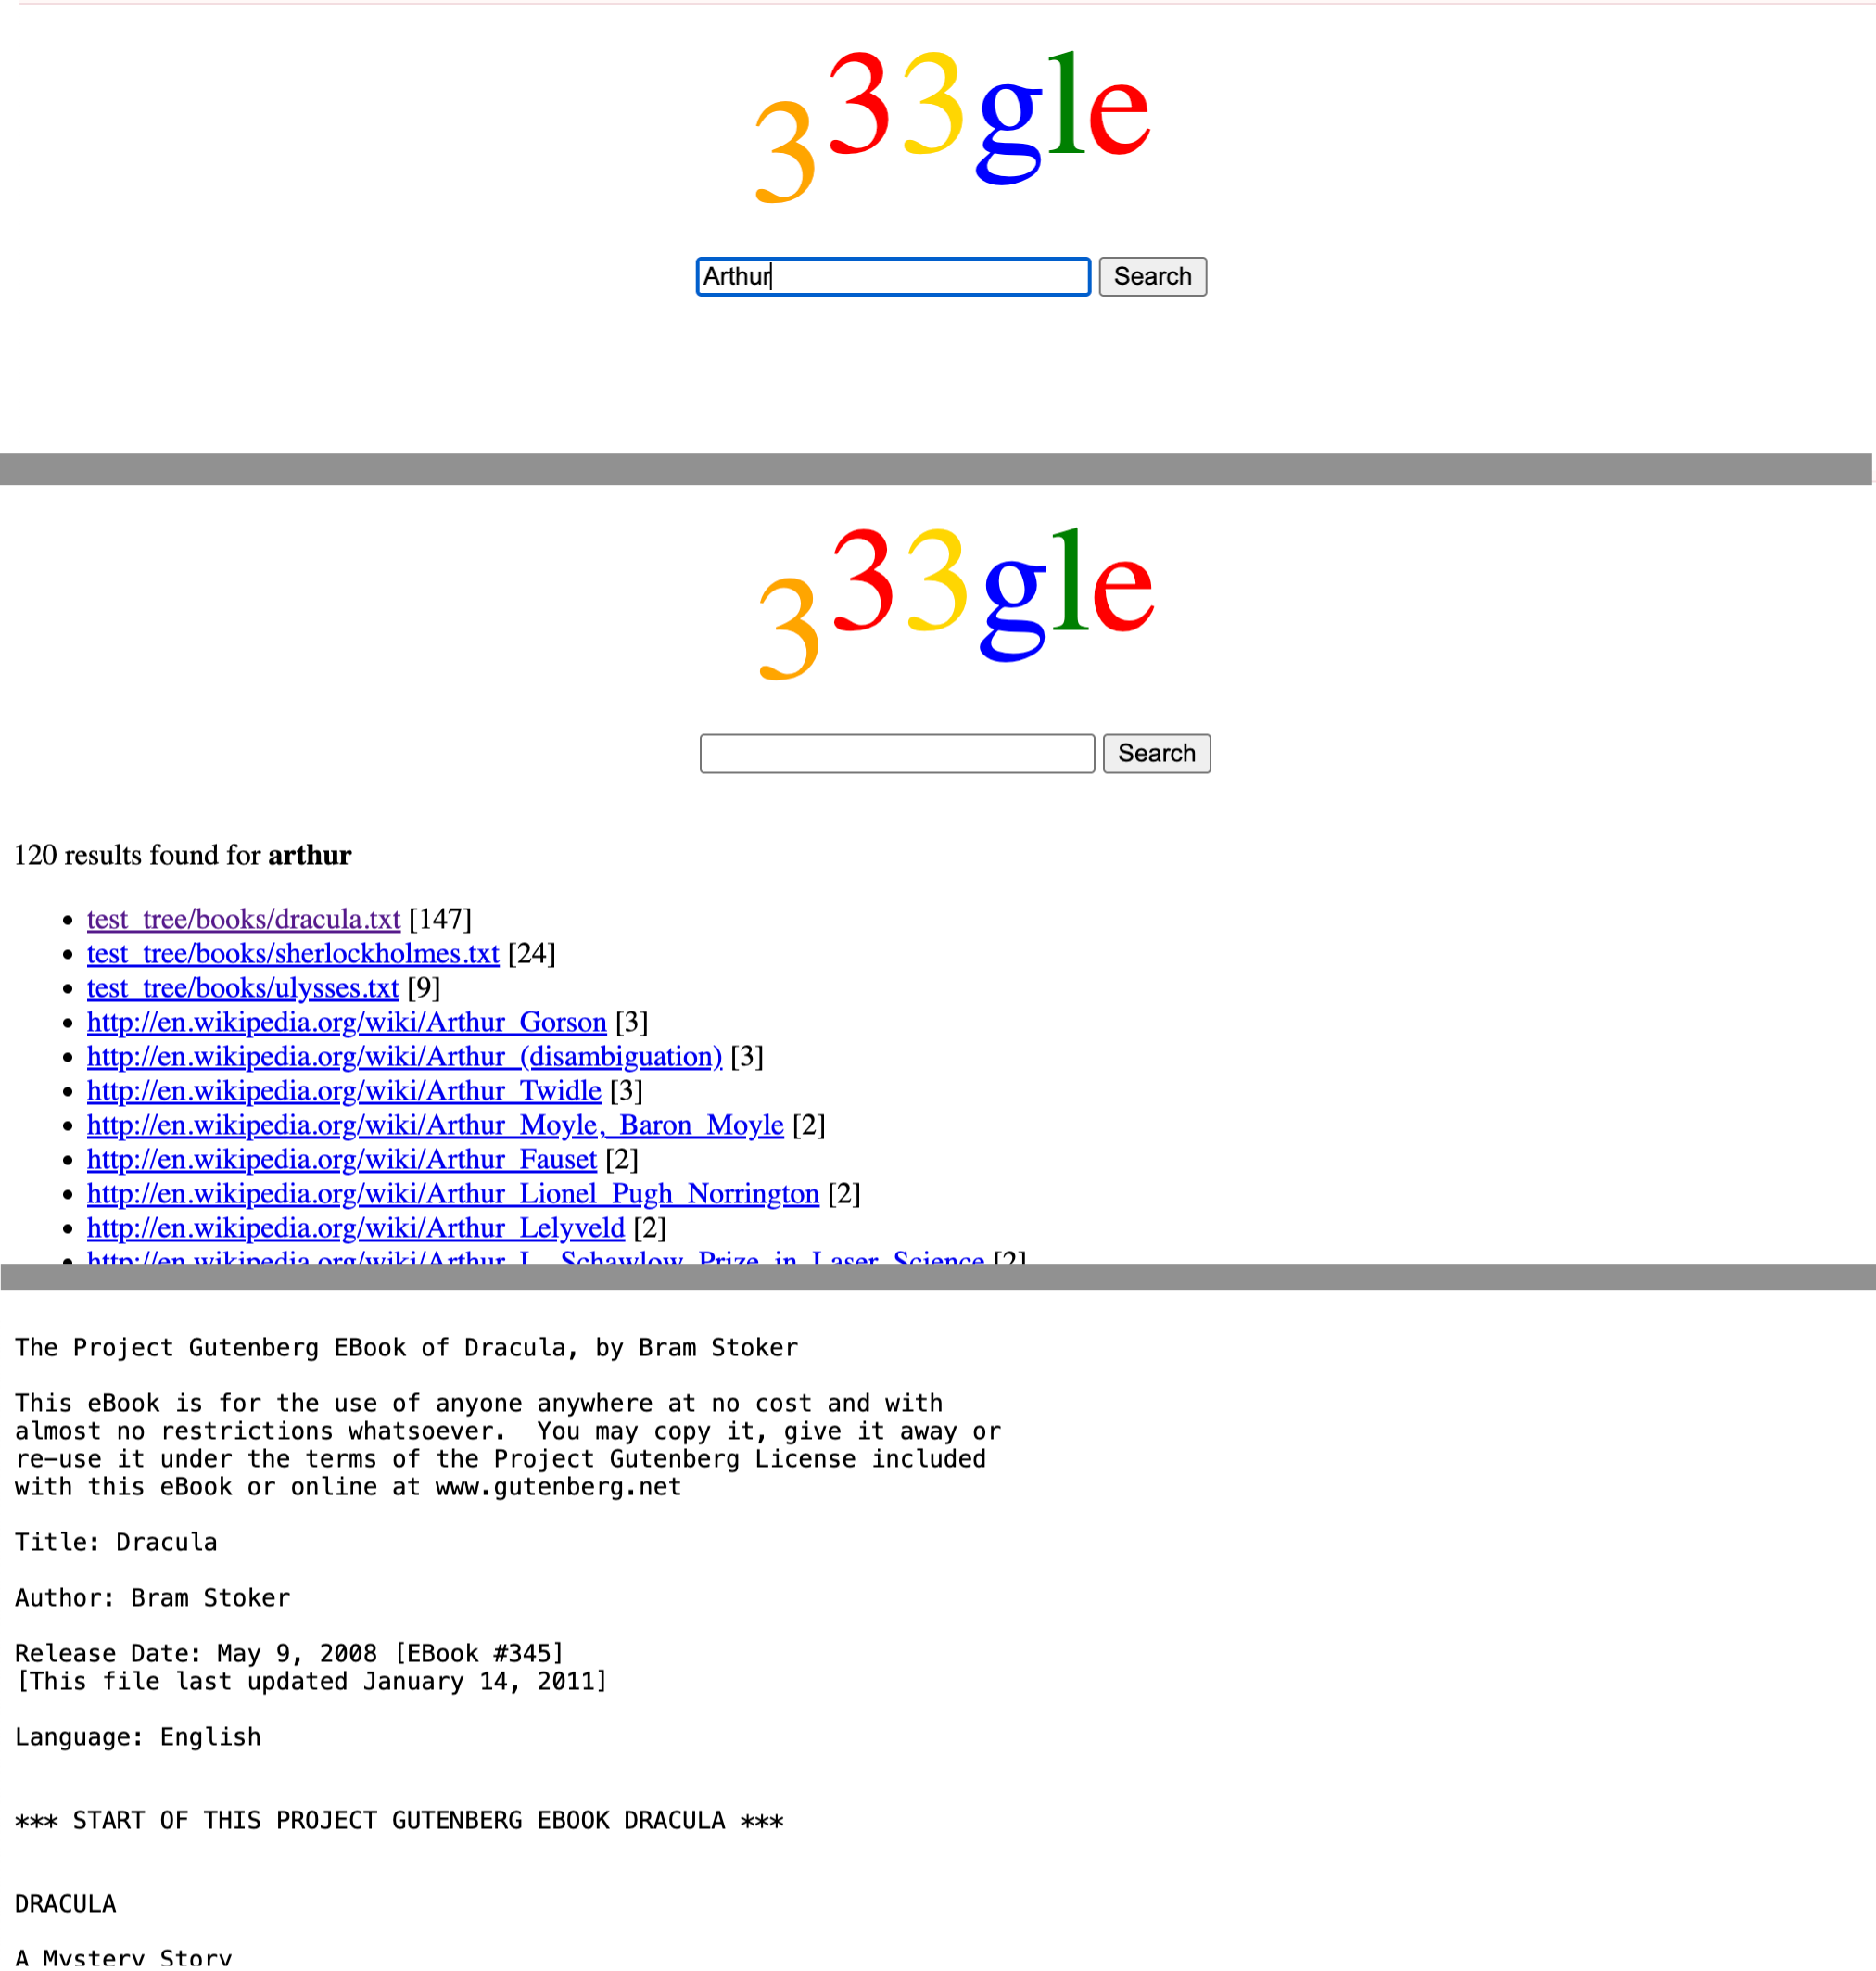 333gle
Arthur Search
333gle
Search
120 results found for arthur
• test_tree/books/dracula.txt [147]
• test_tree/books/sherlockholmes.txt [24]
• test_tree/books/ulysses.txt [9]
• http://en.wikipedia.org/wiki/Arthur_Gorson [3]
• http://en.wikipedia.org/wiki/Arthur_(disambiguation) [3]
• http://en.wikipedia.org/wiki/Arthur_Twidle [3]
• http://en.wikipedia.org/wiki/Arthur_Moyle,_Baron_Moyle [2]
• http://en.wikipedia.org/wiki/Arthur_Fauset [2]
• http://en.wikipedia.org/wiki/Arthur_Lionel_Pugh_Norrington [2]
• http://en.wikipedia.org/wiki/Arthur_Lelyveld [2]
• http://en.wikipedia.org/wiki/Arthur_L._Schawlow_Prize_in_Laser_Science [2]
The Project Gutenberg EBook of Dracula, by Bram Stoker
This eBook is for the use of anyone anywhere at no cost and with
almost no restrictions whatsoever.  You may copy it, give it away or
re-use it under the terms of the Project Gutenberg License included
with this eBook or online at www.gutenberg.net
Title: Dracula
Author: Bram Stoker
Release Date: May 9, 2008 [EBook #345]
[This file last updated January 14, 2011]
Language: English
*** START OF THIS PROJECT GUTENBERG EBOOK DRACULA ***
DRACULA
A Mystery Story